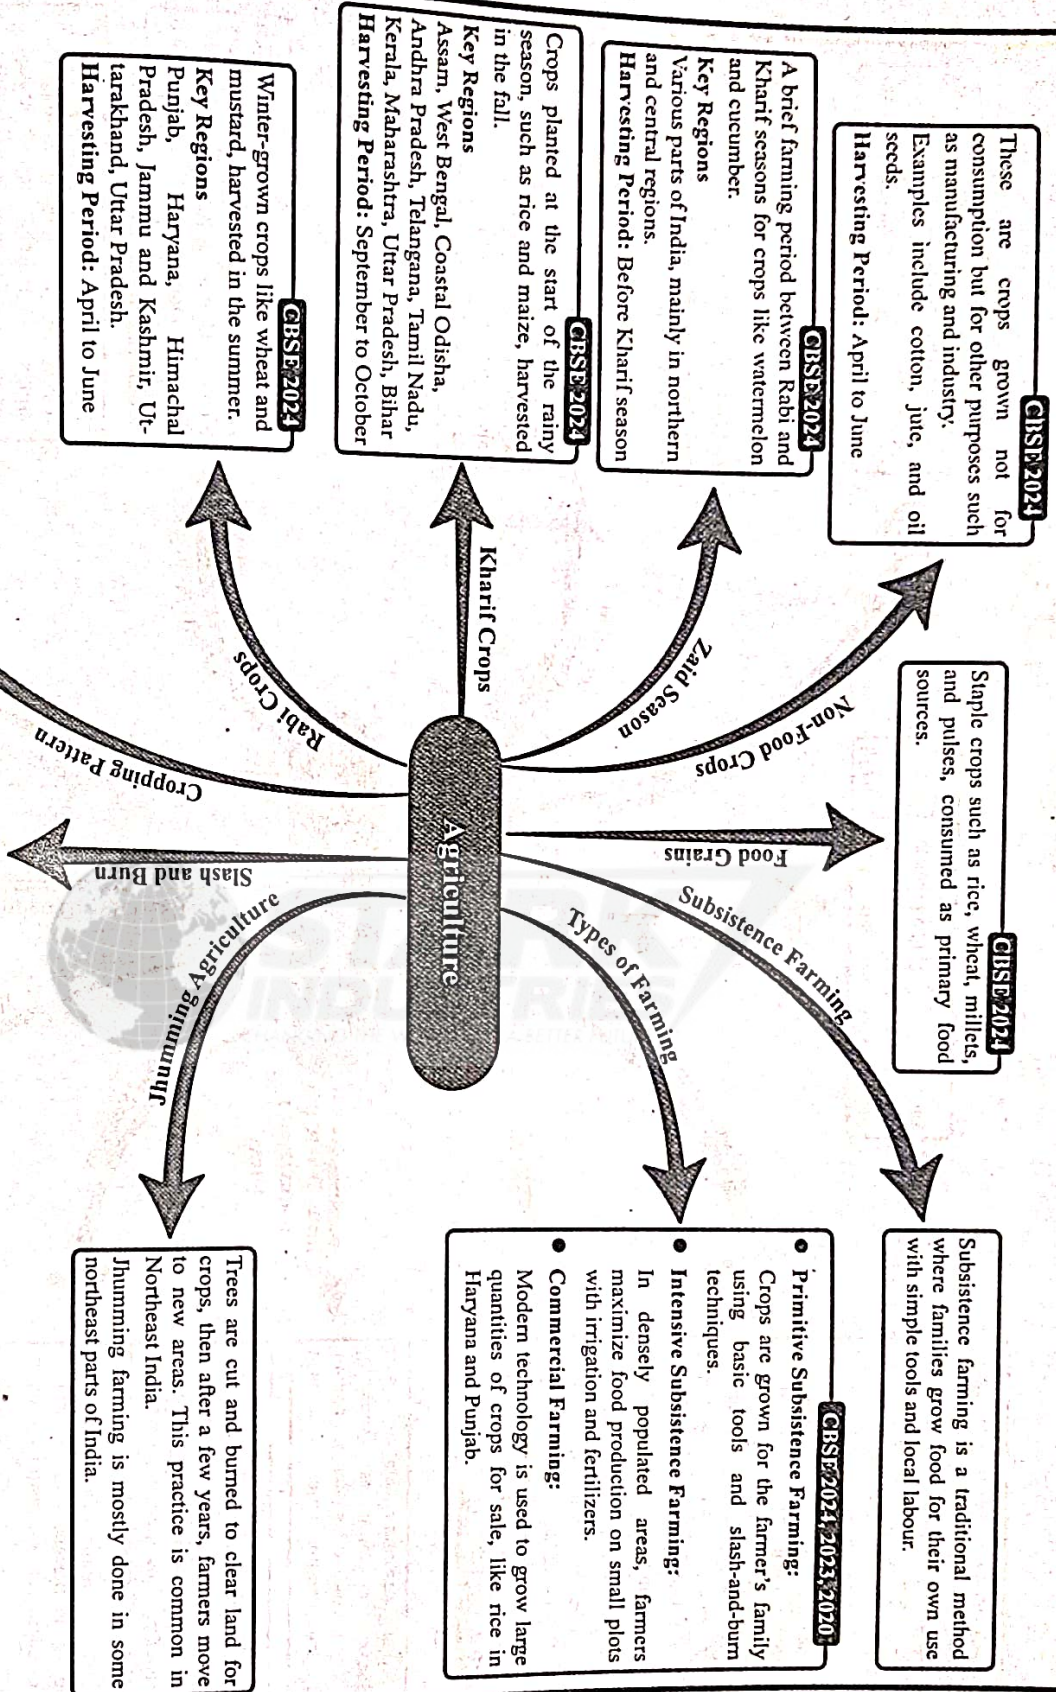 CBSE 2024
These are crops grown not for
consumption but for other purposes such
as manufacturing and industry.
Examples include cotton, jute, and oil
seeds.
Harvesting Period: April to June
CBSE 2024
A brief farming period between Rabi and
Kharif seasons for crops like watermelon
and cucumber.
Key Regions
Various parts of India, mainly in northern
and central regions.
Harvesting Period: Before Kharif season
CBSE 2024
Crops planted at the start of the rainy
season, such as rice and maize, harvested
in the fall.
Key Regions
Assam, West Bengal, Coastal Odisha,
Andhra Pradesh, Telangana, Tamil Nadu,
Kerala, Maharashtra, Uttar Pradesh, Bihar
Harvesting Period: September to October
CBSE 2024
Winter-grown crops like wheat and
mustard, harvested in the summer.
Key Regions
Punjab, Haryana, Himachal
Pradesh, Jammu and Kashmir, Ut-
tarakhand, Uttar Pradesh.
Harvesting Period: April to June
Non-Food Crops
Zaid Season
Kharif Crops
Rabi Crops
Cropping Pattern
CBSE 2024
Staple crops such as rice, wheat, millets,
and pulses, consumed as primary food
sources.
Food Grains
Agriculture
Slash and Burn
Subsistence Farming
Types of Farming
Jhumming Agriculture
STARK
INDUSTRIES
Subsistence farming is a traditional method
where families grow food for their own use
with simple tools and local labour.
CBSE 2024, 2023, 2020
• Primitive Subsistence Farming:
Crops are grown for the farmer's family
using basic tools and slash-and-burn
techniques.
• Intensive Subsistence Farming:
In densely populated areas, farmers
maximize food production on small plots
with irrigation and fertilizers.
• Commercial Farming:
Modern technology is used to grow large
quantities of crops for sale, like rice in
Haryana and Punjab.
Trees are cut and burned to clear land for
crops, then after a few years, farmers move
to new areas. This practice is common in
Northeast India.
Jhumming farming is mostly done in some
northeast parts of India.